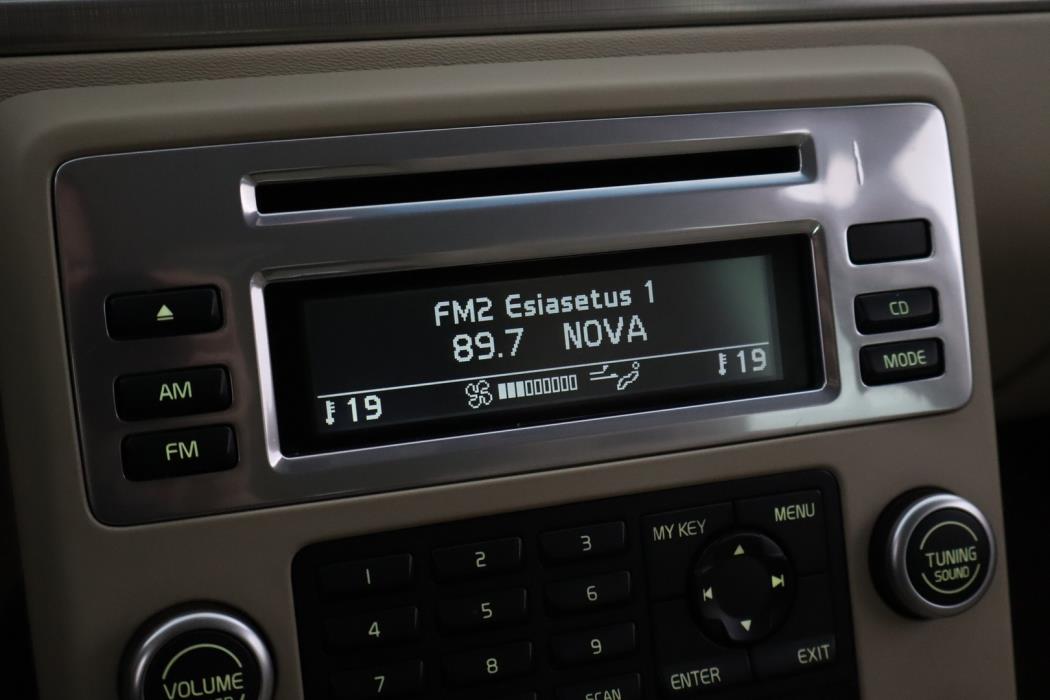 FM2 Esiasetus 1
89.7 NOVA
19
19
AM
FM
CD
MODE
1
2
3
4
5
6
7
8
9
SCAN
MY KEY
MENU
ENTER
EXIT
TUNING
SOUND
VOLUME